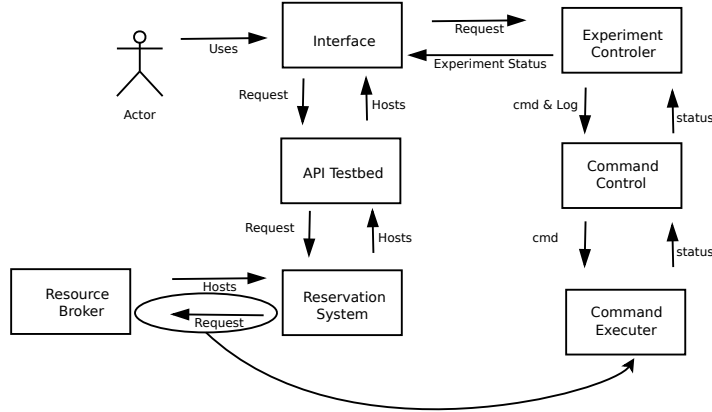 Interface
Request
Experiment
Controler
Uses
Experiment Status
Actor
Request
Hosts
cmd & Log
status
API Testbed
Command
Control
Request
Hosts
cmd
status
Resource
Broker
Hosts
Request
Reservation
System
Command
Executer